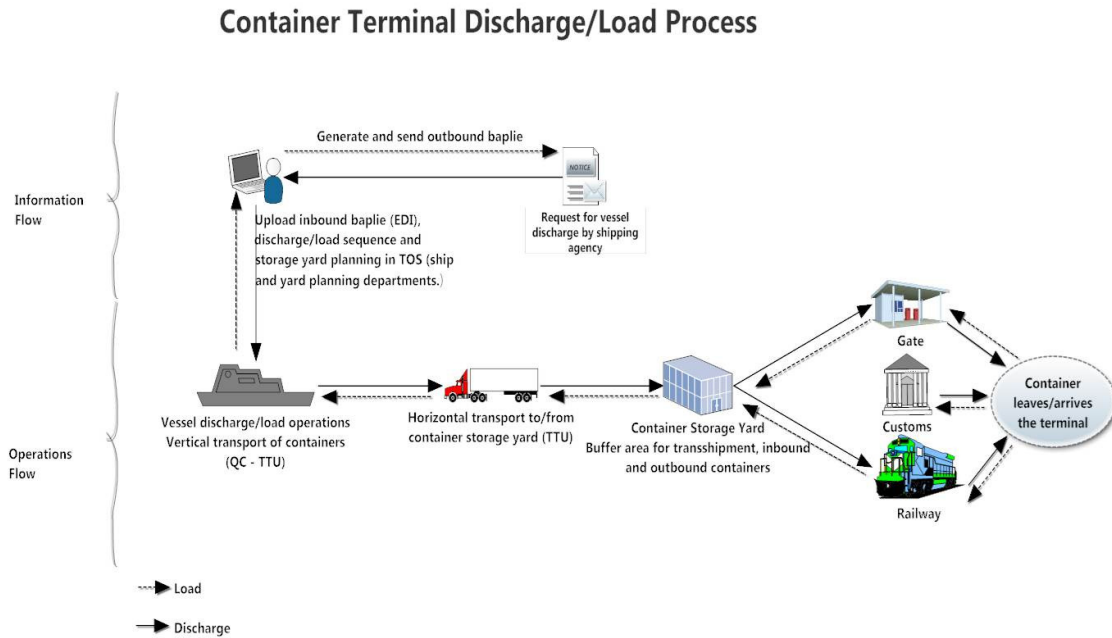 Container Terminal Discharge/Load Process
Generate and send outbound baplie
NOTICE
Information
Flow
Upload inbound baplie (EDI),
discharge/load sequence and
storage yard planning in TOS (ship
and yard planning departments.)
Request for vessel
discharge by shipping
agency
Gate
Operations
Flow
Vessel discharge/load operations
Vertical transport of containers
(QC - TTU)
Horizontal transport to/from
container storage yard (TTU)
Container Storage Yard
Buffer area for transshipment, inbound
and outbound containers
Customs
Railway
Container
leaves/arrives
the terminal
Load
Discharge